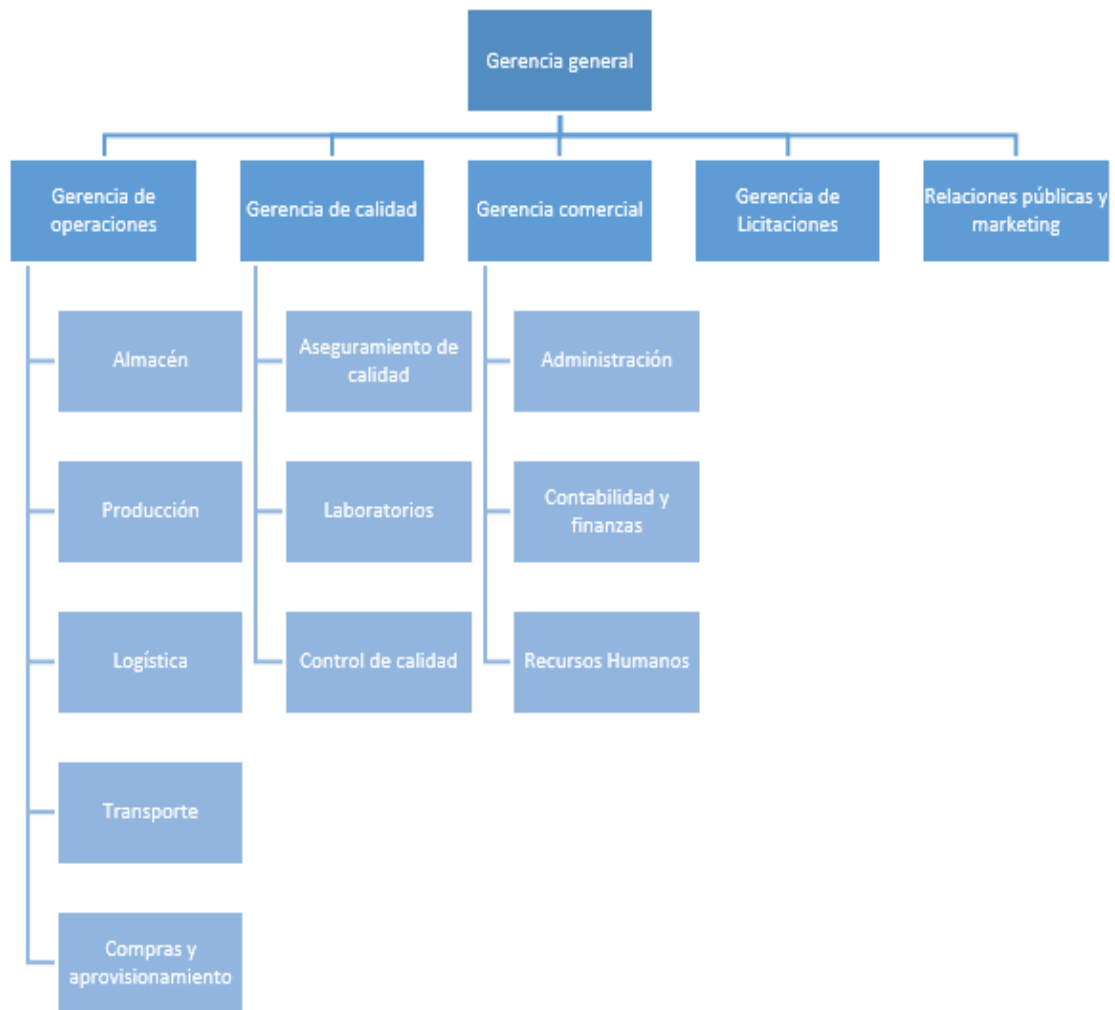 Gerencia general
Gerencia de
operaciones
Gerencia de calidad
Gerencia comercial
Gerencia de
Licitaciones
Relaciones públicas y
marketing
Almacén
Aseguramiento de
calidad
Administración
Producción
Laboratorios
Contabilidad y
finanzas
Logística
Control de calidad
Recursos Humanos
Transporte
Compras y
aprovisionamiento